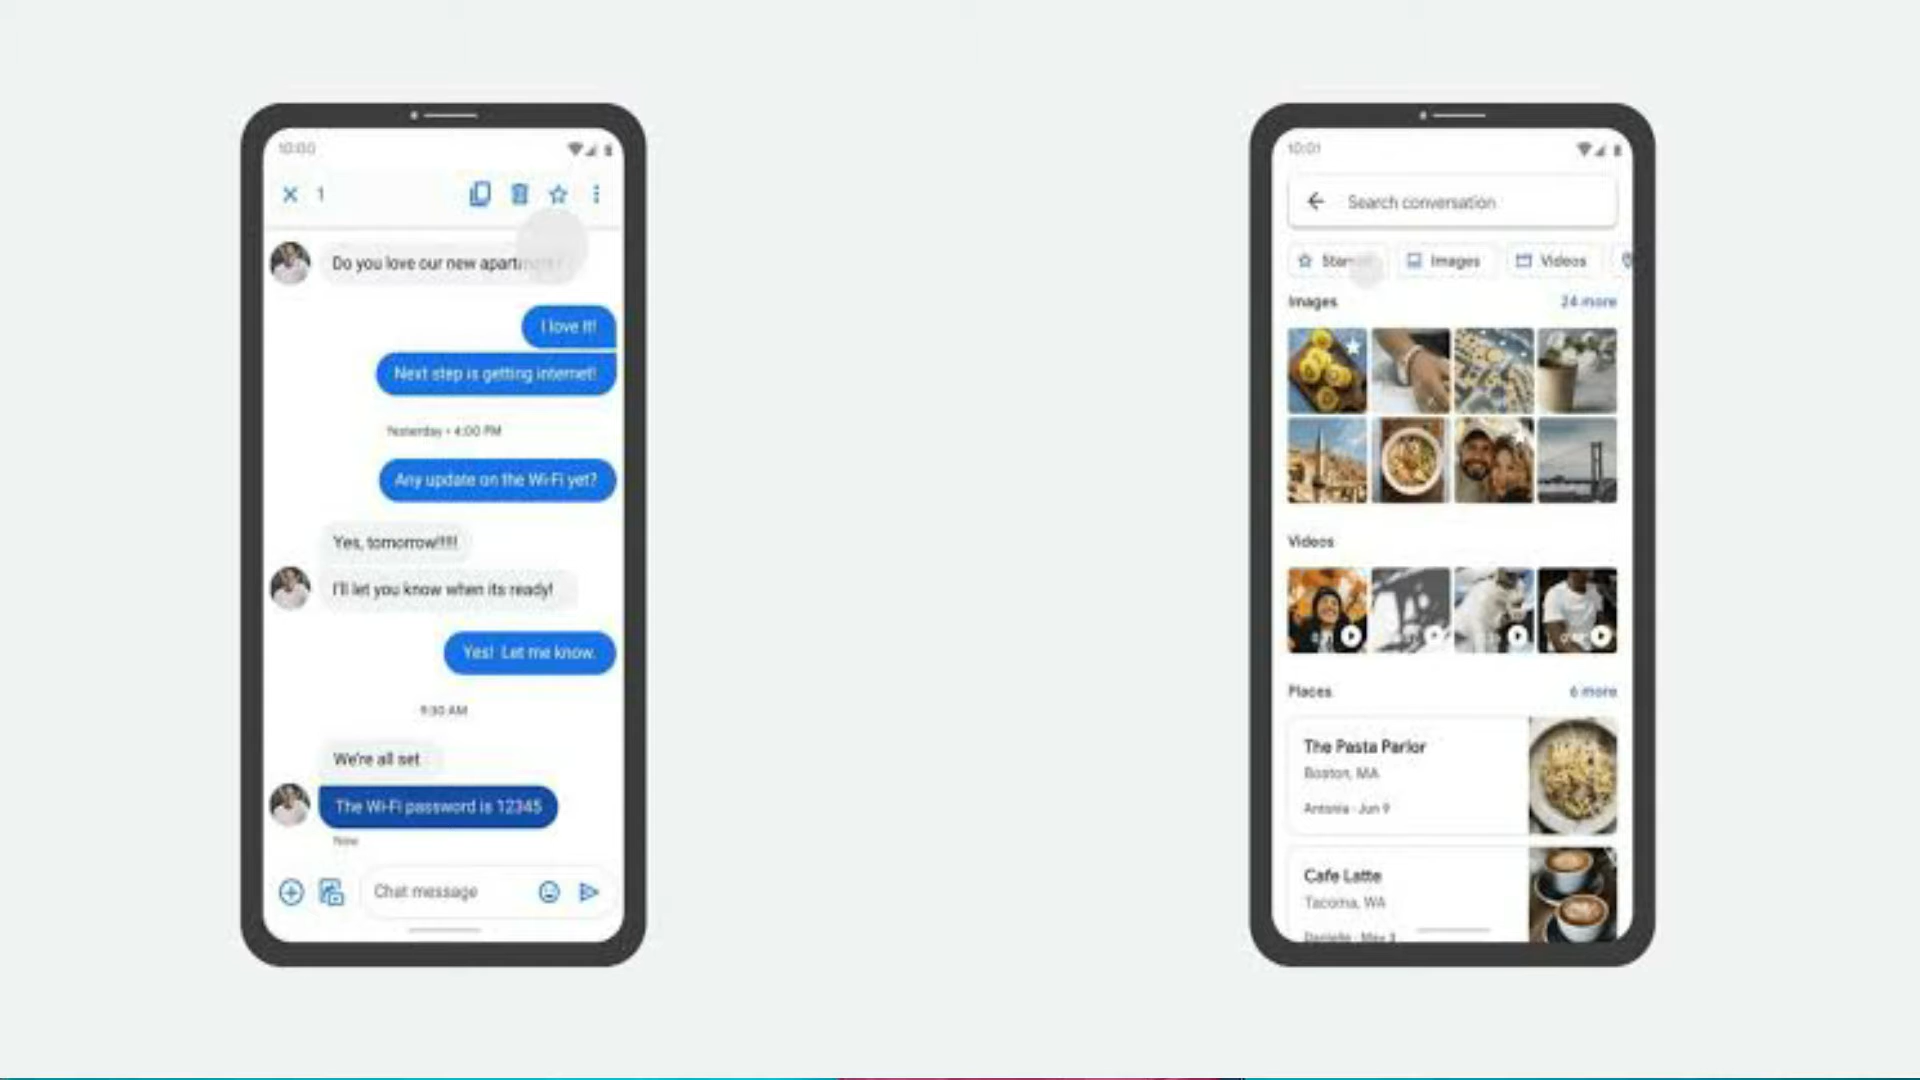 10:00
1
Do you love our new
I love it!
Next step is getting internet!
Yesterday • 4:00 PM
Any update on the Wi-Fi yet?
Yes, tomorrow!!!!!
I'll let you know when its ready!
Yes! Let me know.
9:30 AM
We're all set
The Wi-Fi password is 12345
Now
Chat message
10:01
Search conversation
Images
Videos
Images
24 more
Videos
Places
6 more
The Pasta Parlor
Boston, MA
Antonia • Jun 9
Cafe Latte
Tacoma, WA
Danielle • May 3